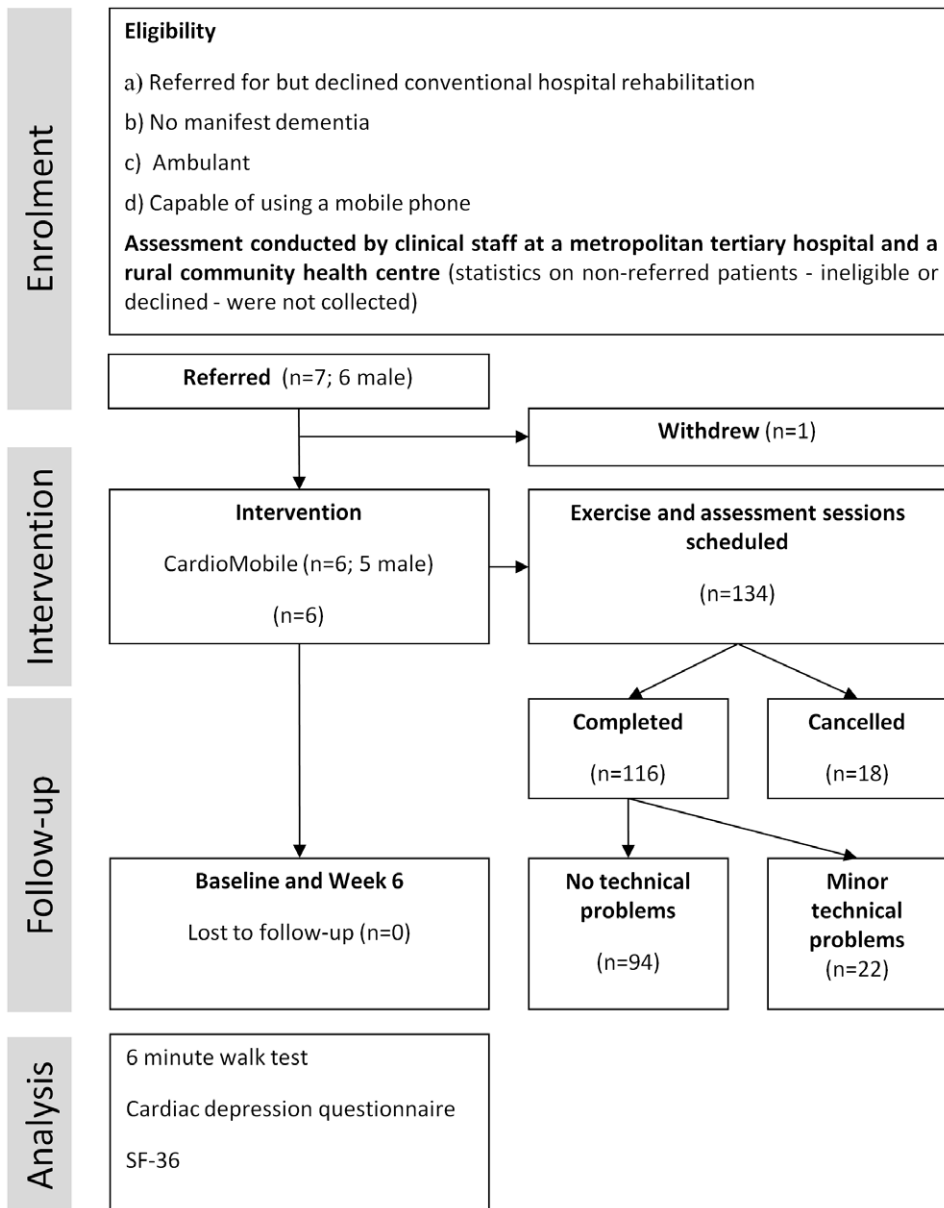 Enrolment
Eligibility
a) Referred for but declined conventional hospital rehabilitation
b) No manifest dementia
c) Ambulant
d) Capable of using a mobile phone
Assessment conducted by clinical staff at a metropolitan tertiary hospital and a
rural community health centre (statistics on non-referred patients - ineligible or
declined - were not collected)
Referred (n=7; 6 male)
Withdrew (n=1)
Intervention
Intervention
CardioMobile (n=6; 5 male)
(n=6)
Exercise and assessment sessions
scheduled
(n=134)
Follow-up
Completed
(n=116)
Cancelled
(n=18)
Baseline and Week 6
Lost to follow-up (n=0)
No technical
problems
(n=94)
Minor
technical
problems
(n=22)
Analysis
6 minute walk test
Cardiac depression questionnaire
SF-36